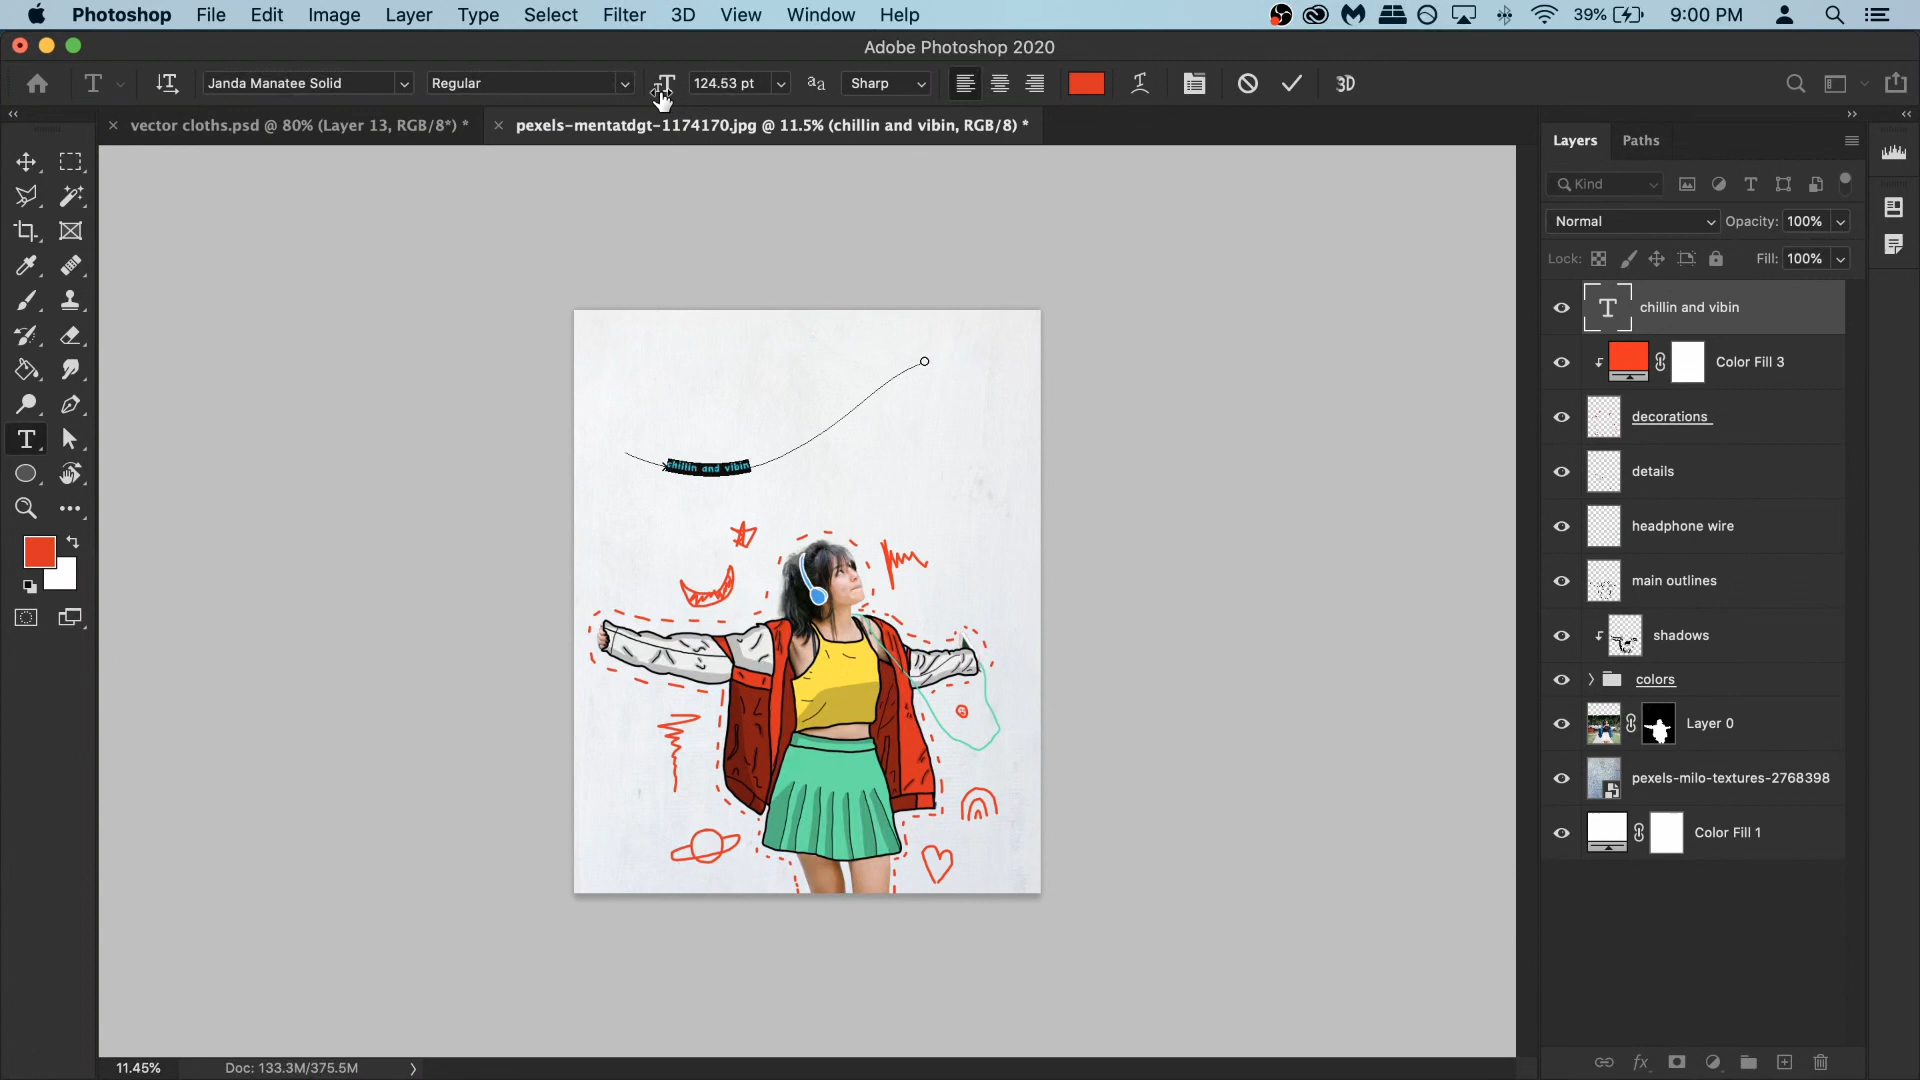 Photoshop File Edit Image Layer Type Select Filter 3D View Window Help 39% 9:00 PM
Adobe Photoshop 2020
Janda Manatee Solid Regular 124.53 pt aa Sharp 3D
vector cloths.psd @ 80% (Layer 13, RGB/8*) * pexels-mentatdgt-1174170.jpg @ 11.5% (chillin and vibin, RGB/8) *
Layers Paths
Kind
Normal Opacity: 100%
Lock: Fill: 100%
chillin and vibin
Color Fill 3
decorations
details
headphone wire
main outlines
shadows
colors
Layer 0
pexels-milo-textures-2768398
Color Fill 1
chillin and vibin
11.45% Doc: 133.3M/375.5M